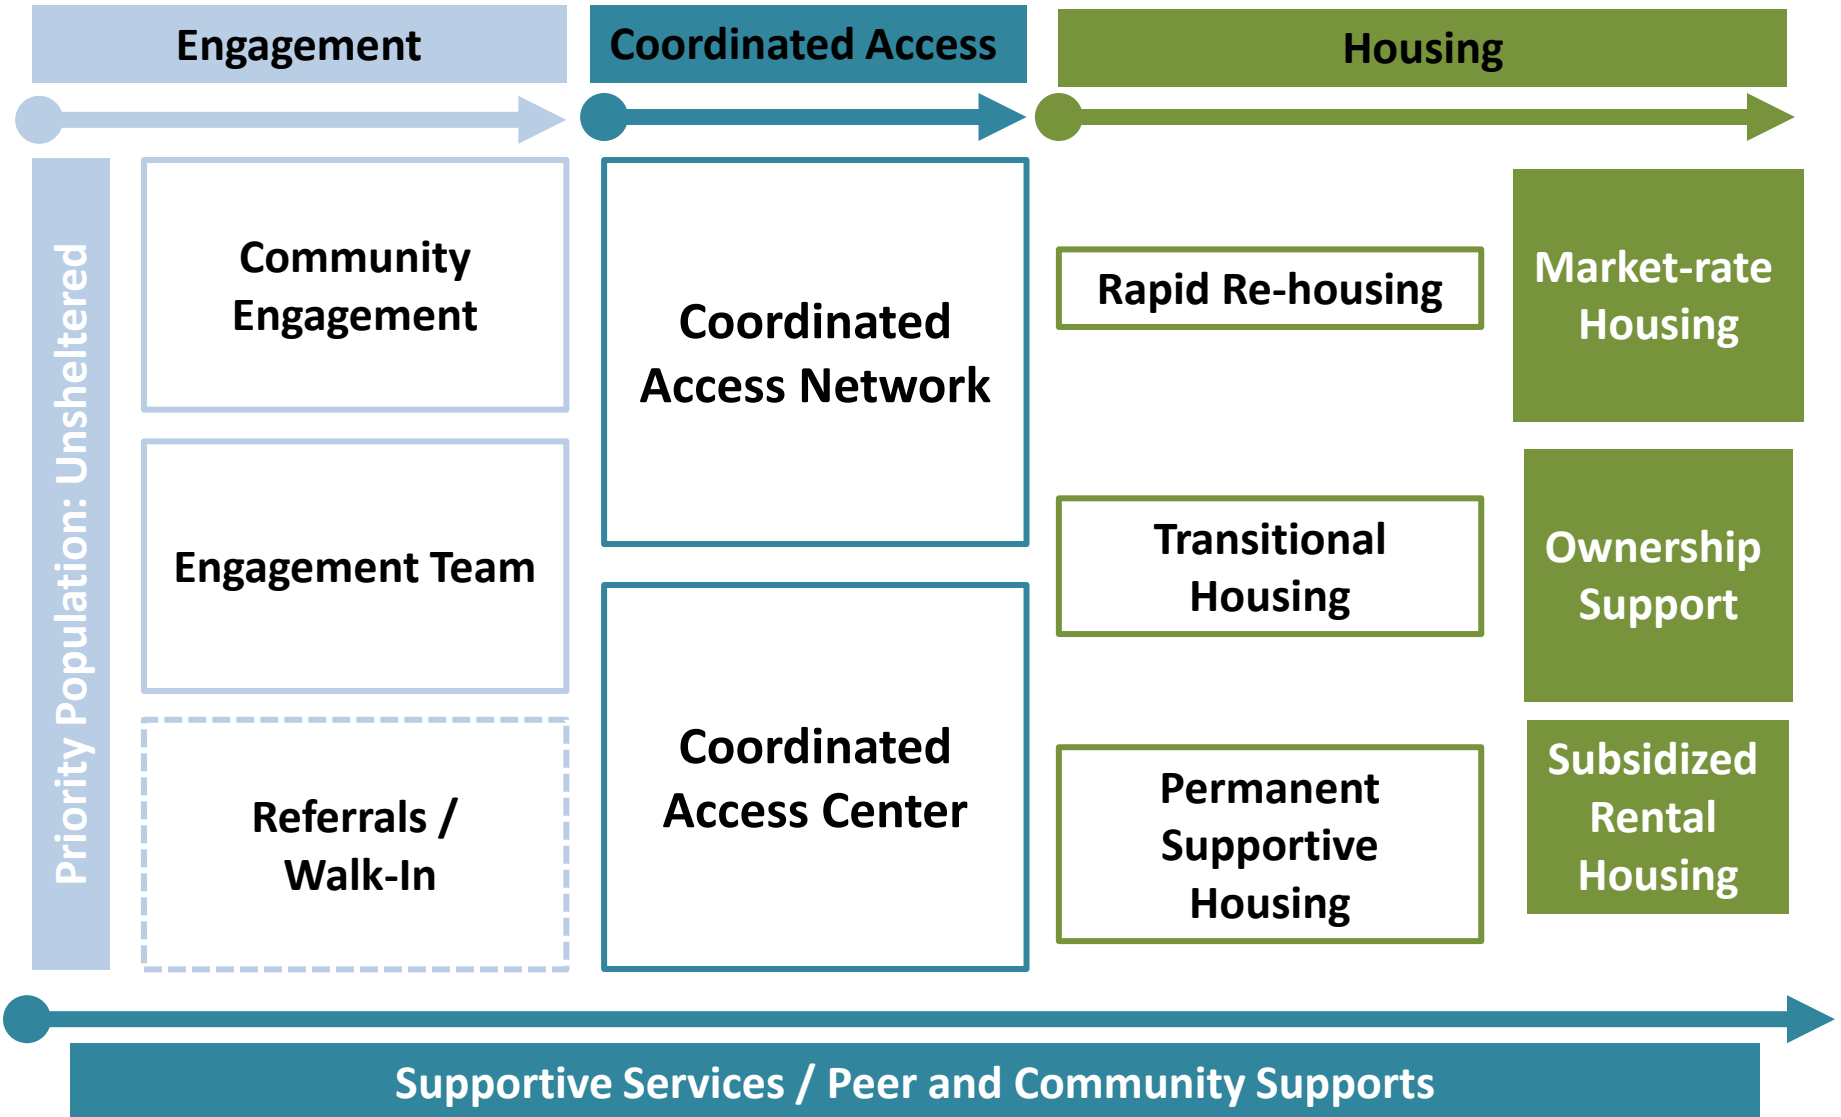 Engagement
Coordinated Access
Housing
Priority Population: Unsheltered
Community
Engagement
Engagement Team
Referrals /
Walk-In
Coordinated
Access Network
Coordinated
Access Center
Rapid Re-housing
Transitional
Housing
Permanent
Supportive
Housing
Market-rate
Housing
Ownership
Support
Subsidized
Rental
Housing
Supportive Services / Peer and Community Supports